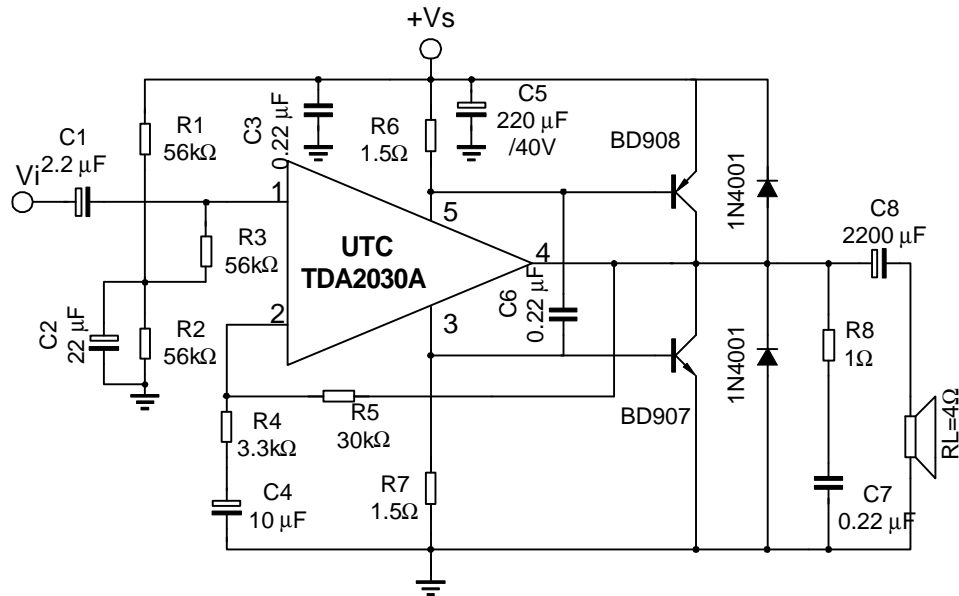 +Vs
C1
2.2 µF
Vi
R1
56kΩ
C3
0.22 µF
R6
1.5Ω
C5
220 µF
/40V
BD908
1N4001
C8
2200 µF
1
5
R3
56kΩ
UTC
TDA2030A
4
2
3
C6
0.22 µF
C2
22 µF
R2
56kΩ
R8
1Ω
1N4001
BD907
R4
3.3kΩ
R5
30kΩ
RL=4Ω
C4
10 µF
R7
1.5Ω
C7
0.22 µF